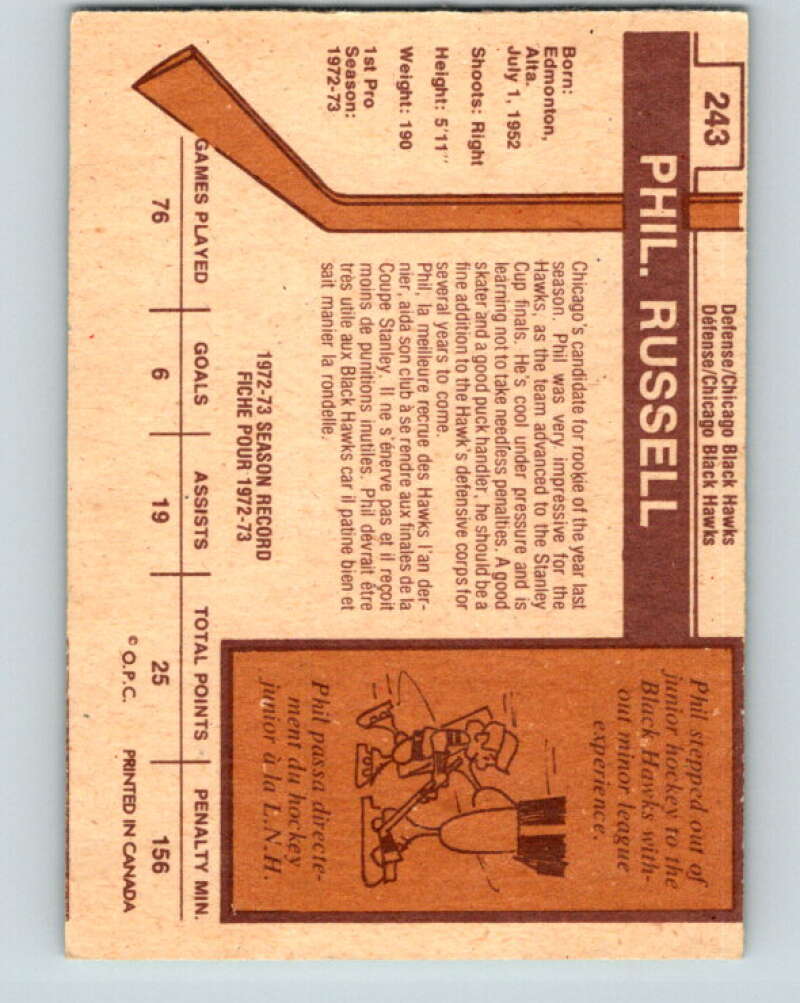 243
Defense/Chicago Black Hawks
Défense/Chicago Black Hawks
PHIL. RUSSELL
Born:
Edmonton,
Alta.
July 1, 1952
Shoots: Right
Height: 5'11"
Weight: 190
1st Pro
Season:
1972-73
Chicago's candidate for rookie of the year last
season. Phil was very impressive for the
Hawks, as the team advanced to the Stanley
Cup finals. He's cool under pressure and is
learning not to take needless penalties. A good
skater and a good puck handler, he should be a
fine addition to the Hawk's defensive corps for
several years to come.
Phil, la meilleure recrue des Hawks l'an der-
nier, aida son club à se rendre aux finales de la
Coupe Stanley. Il ne s'énerve pas et il reçoit
moins de punitions inutiles. Phil dévrait être
très utile aux Black Hawks car il patine bien et
sait manier la rondelle.
Phil stepped out of
junior hockey to the
Black Hawks with-
out minor league
experience.
Phil passa directe-
ment du hockey
junior à la L.N.H.
1972-73 SEASON RECORD
FICHE POUR 1972-73
GAMES PLAYED GOALS ASSISTS TOTAL POINTS PENALTY MIN.
76 6 19 25 156
© O.P.C. PRINTED IN CANADA